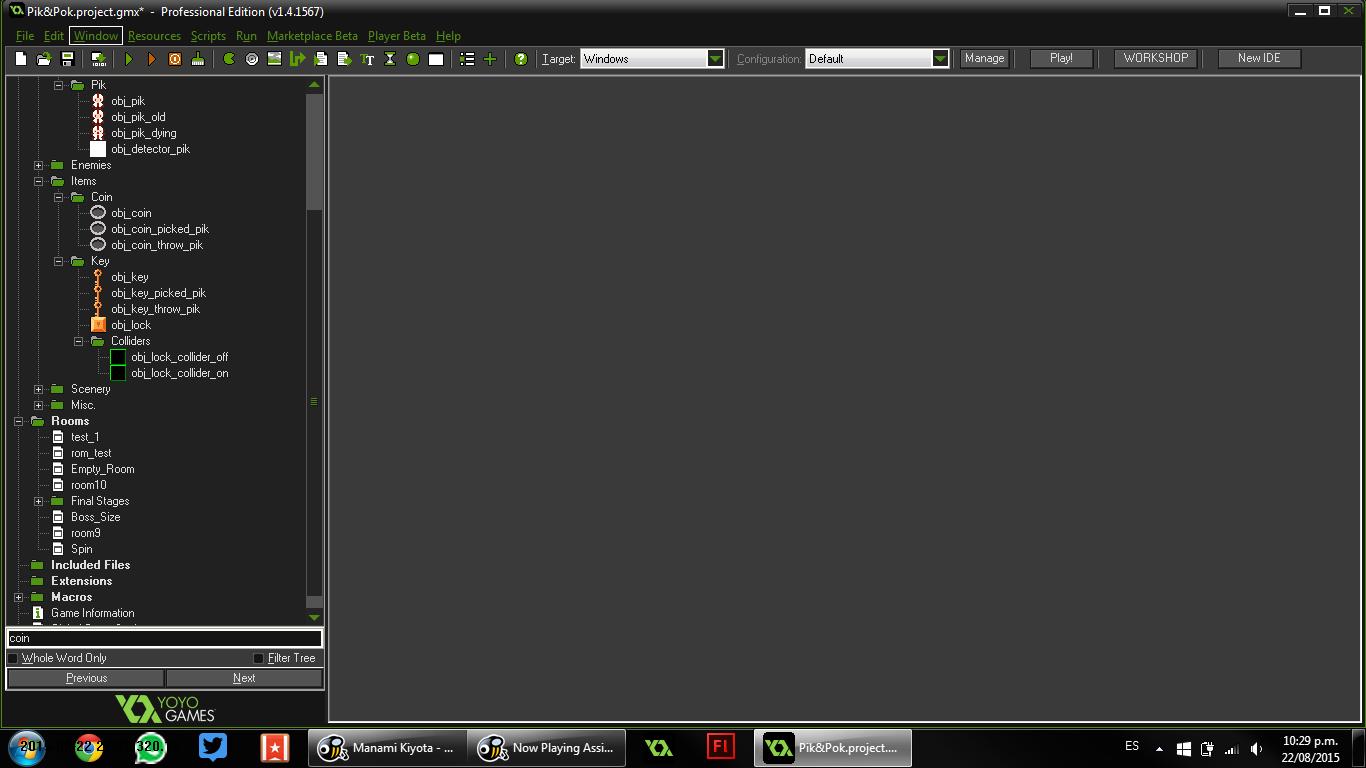 Pik&Pok.project.gmx* - Professional Edition (v1.4.1567)
File Edit Window Resources Scripts Run Marketplace Beta Player Beta Help
Target: Windows Configuration: Default Manage Play! WORKSHOP New IDE
Pik
obj_pik
obj_pik_old
obj_pik_dying
obj_detector_pik
Enemies
Items
Coin
obj_coin
obj_coin_picked_pik
obj_coin_throw_pik
Key
obj_key
obj_key_picked_pik
obj_key_throw_pik
obj_lock
Colliders
obj_lock_collider_off
obj_lock_collider_on
Scenery
Misc.
Rooms
test_1
rom_test
Empty_Room
room10
Final Stages
Boss_Size
room9
Spin
Included Files
Extensions
Macros
Game Information
coin
Whole Word Only Filter Tree
Previous Next
YOYO
GAMES
Manami Kiyota - ... Now Playing Assi... Pik&Pok.project....
201 22 2 320
FI
ES
10:29 p.m.
22/08/2015